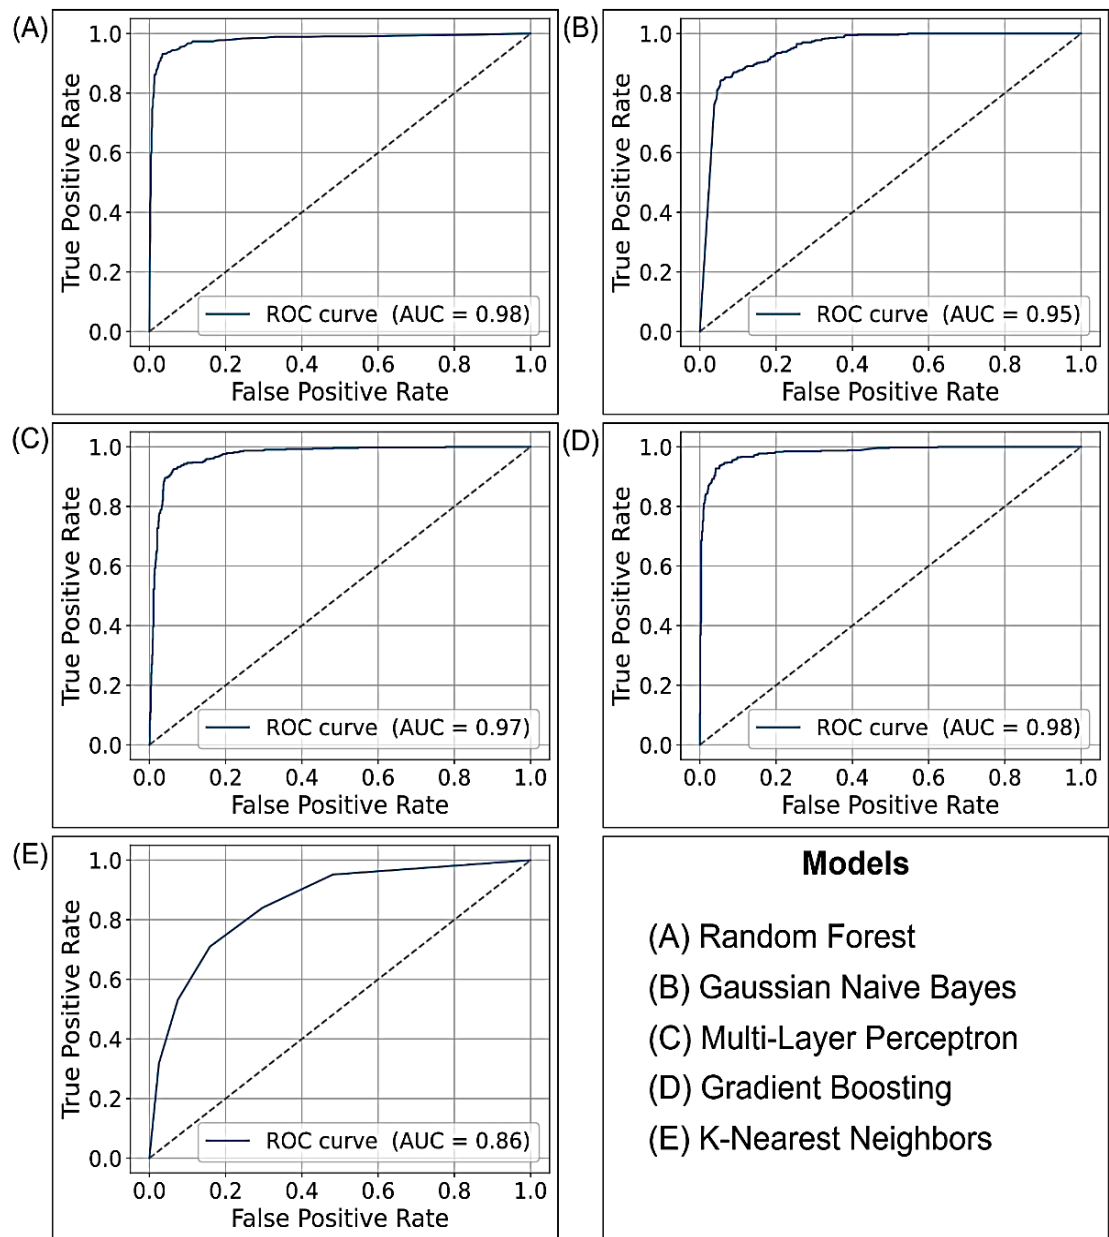 (A)
True Positive Rate
1.0
0.8
0.6
0.4
0.2
0.0
ROC curve (AUC = 0.98)
0.0 0.2 0.4 0.6 0.8 1.0
False Positive Rate
(B)
True Positive Rate
1.0
0.8
0.6
0.4
0.2
0.0
ROC curve (AUC = 0.95)
0.0 0.2 0.4 0.6 0.8 1.0
False Positive Rate
(C)
True Positive Rate
1.0
0.8
0.6
0.4
0.2
0.0
ROC curve (AUC = 0.97)
0.0 0.2 0.4 0.6 0.8 1.0
False Positive Rate
(D)
True Positive Rate
1.0
0.8
0.6
0.4
0.2
0.0
ROC curve (AUC = 0.98)
0.0 0.2 0.4 0.6 0.8 1.0
False Positive Rate
(E)
True Positive Rate
1.0
0.8
0.6
0.4
0.2
0.0
ROC curve (AUC = 0.86)
0.0 0.2 0.4 0.6 0.8 1.0
False Positive Rate
Models
(A) Random Forest
(B) Gaussian Naive Bayes
(C) Multi-Layer Perceptron
(D) Gradient Boosting
(E) K-Nearest Neighbors